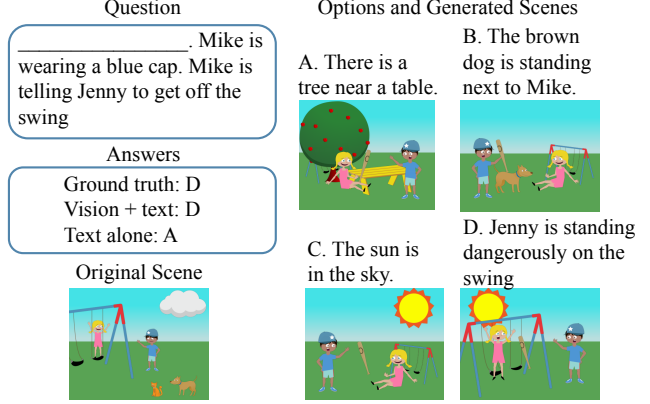 Question
_________________. Mike is
wearing a blue cap. Mike is
telling Jenny to get off the
swing
Answers
Ground truth: D
Vision + text: D
Text alone: A
Original Scene
Options and Generated Scenes
A. There is a
tree near a table.
B. The brown
dog is standing
next to Mike.
C. The sun is
in the sky.
D. Jenny is standing
dangerously on the
swing